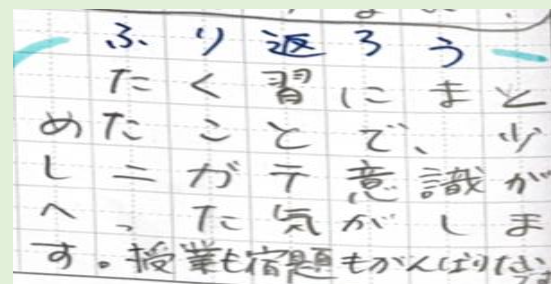 ふり返ろう
たく習にまと
めたことで、少
しニガテ意識が
へった気がしま
す。授業も宿題もがんばりたい